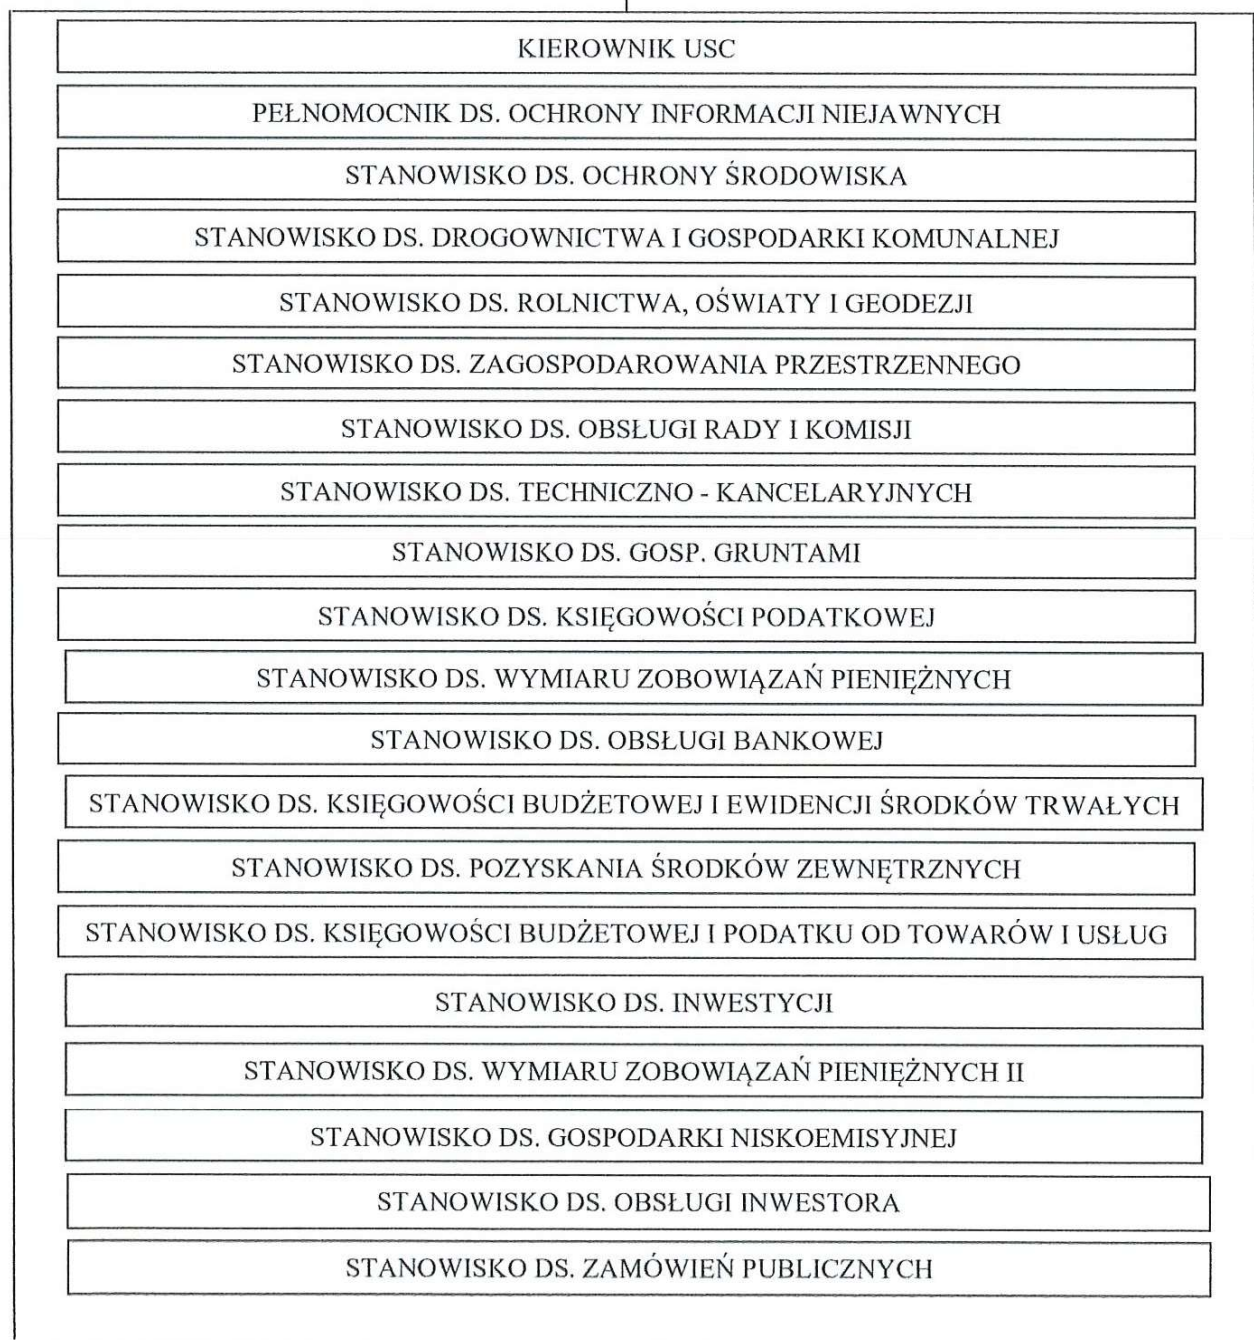 KIEROWNIK USC
PEŁNOMOCNIK DS. OCHRONY INFORMACJI NIEJAWNYCH
STANOWISKO DS. OCHRONY ŚRODOWISKA
STANOWISKO DS. DROGOWNICTWA I GOSPODARKI KOMUNALNEJ
STANOWISKO DS. ROLNICTWA, OŚWIATY I GEODEZJI
STANOWISKO DS. ZAGOSPODAROWANIA PRZESTRZENNEGO
STANOWISKO DS. OBSŁUGI RADY I KOMISJI
STANOWISKO DS. TECHNICZNO - KANCELARYJNYCH
STANOWISKO DS. GOSP. GRUNTAMI
STANOWISKO DS. KSIĘGOWOŚCI PODATKOWEJ
STANOWISKO DS. WYMIARU ZOBOWIĄZAŃ PIENIĘŻNYCH
STANOWISKO DS. OBSŁUGI BANKOWEJ
STANOWISKO DS. KSIĘGOWOŚCI BUDŻETOWEJ I EWIDENCJI ŚRODKÓW TRWAŁYCH
STANOWISKO DS. POZYSKANIA ŚRODKÓW ZEWNĘTRZNYCH
STANOWISKO DS. KSIĘGOWOŚCI BUDŻETOWEJ I PODATKU OD TOWARÓW I USŁUG
STANOWISKO DS. INWESTYCJI
STANOWISKO DS. WYMIARU ZOBOWIĄZAŃ PIENIĘŻNYCH II
STANOWISKO DS. GOSPODARKI NISKOEMISYJNEJ
STANOWISKO DS. OBSŁUGI INWESTORA
STANOWISKO DS. ZAMÓWIEŃ PUBLICZNYCH